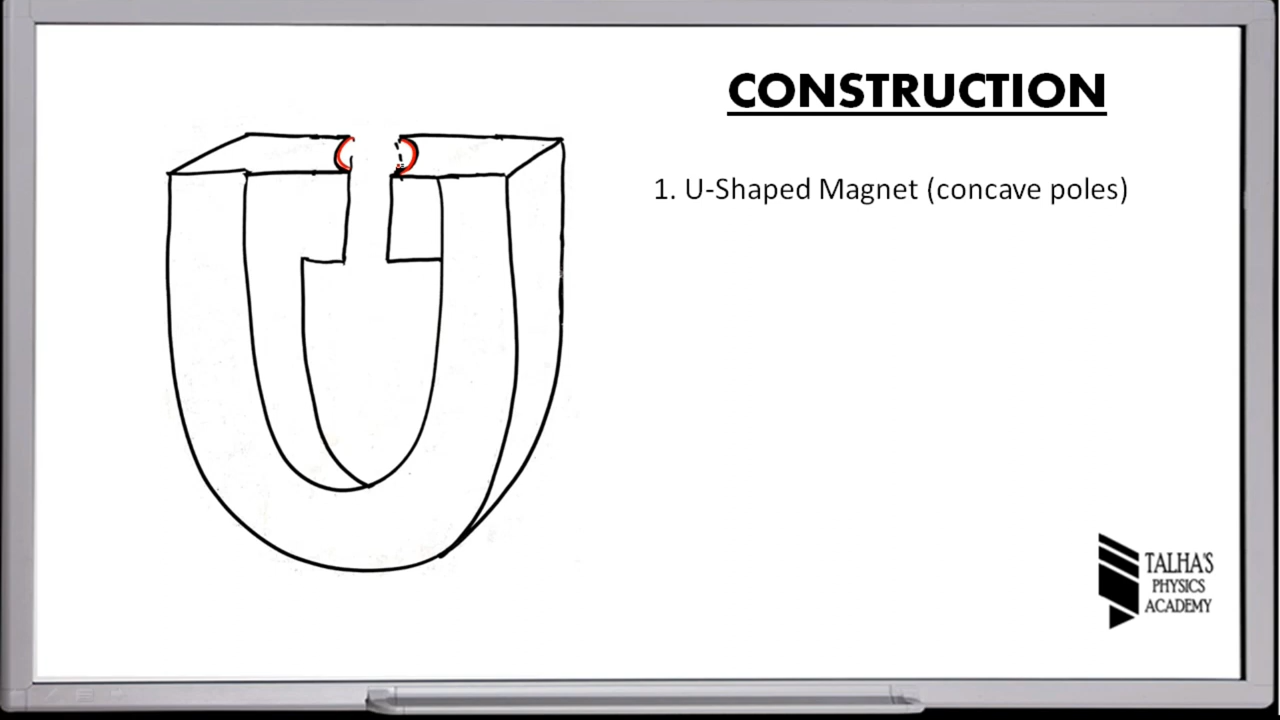 CONSTRUCTION
1. U-Shaped Magnet (concave poles)
TALHA'S
PHYSICS
ACADEMY